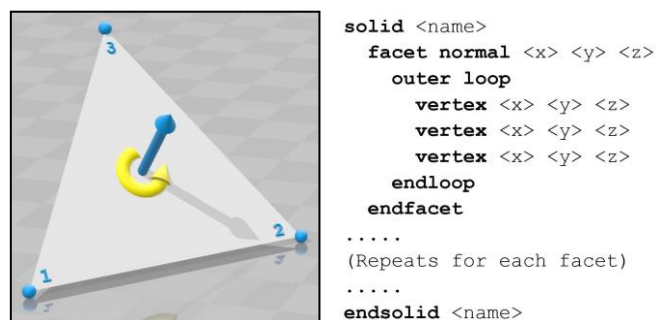 3
2
1
solid <name>
facet normal <x> <y> <z>
outer loop
vertex <x> <y> <z>
vertex <x> <y> <z>
vertex <x> <y> <z>
endloop
endfacet
.....
(Repeats for each facet)
.....
endsolid <name>